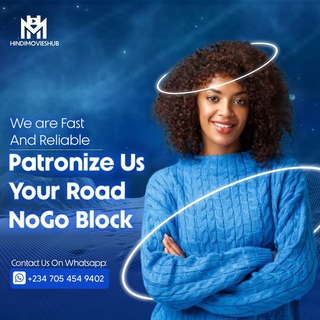 HINDIMOVIESHUB
We are Fast
And Reliable
Patronize Us
Your Road
NoGo Block
Contact Us On Whatsapp:
+234 705 454 9402